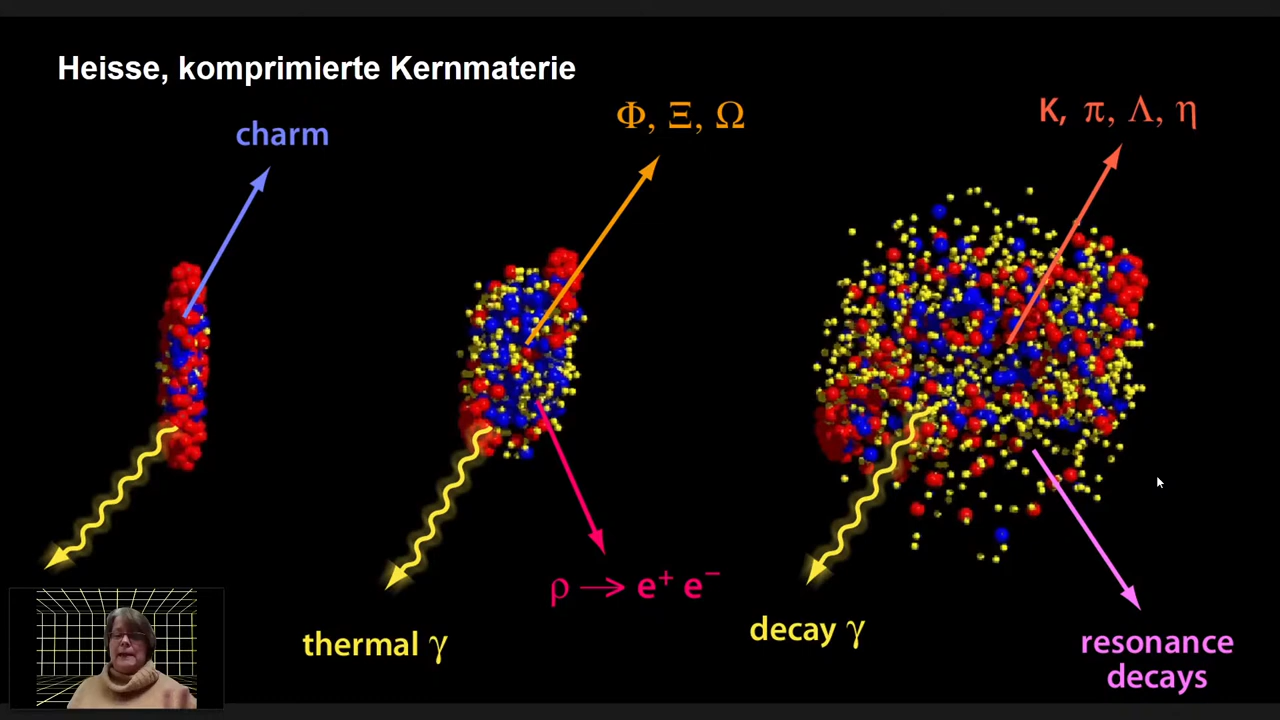 Heisse, komprimierte Kernmaterie
charm
Φ, Ξ, Ω
K, π, Λ, η
ρ → e⁺ e⁻
thermal γ
decay γ
resonance
decays